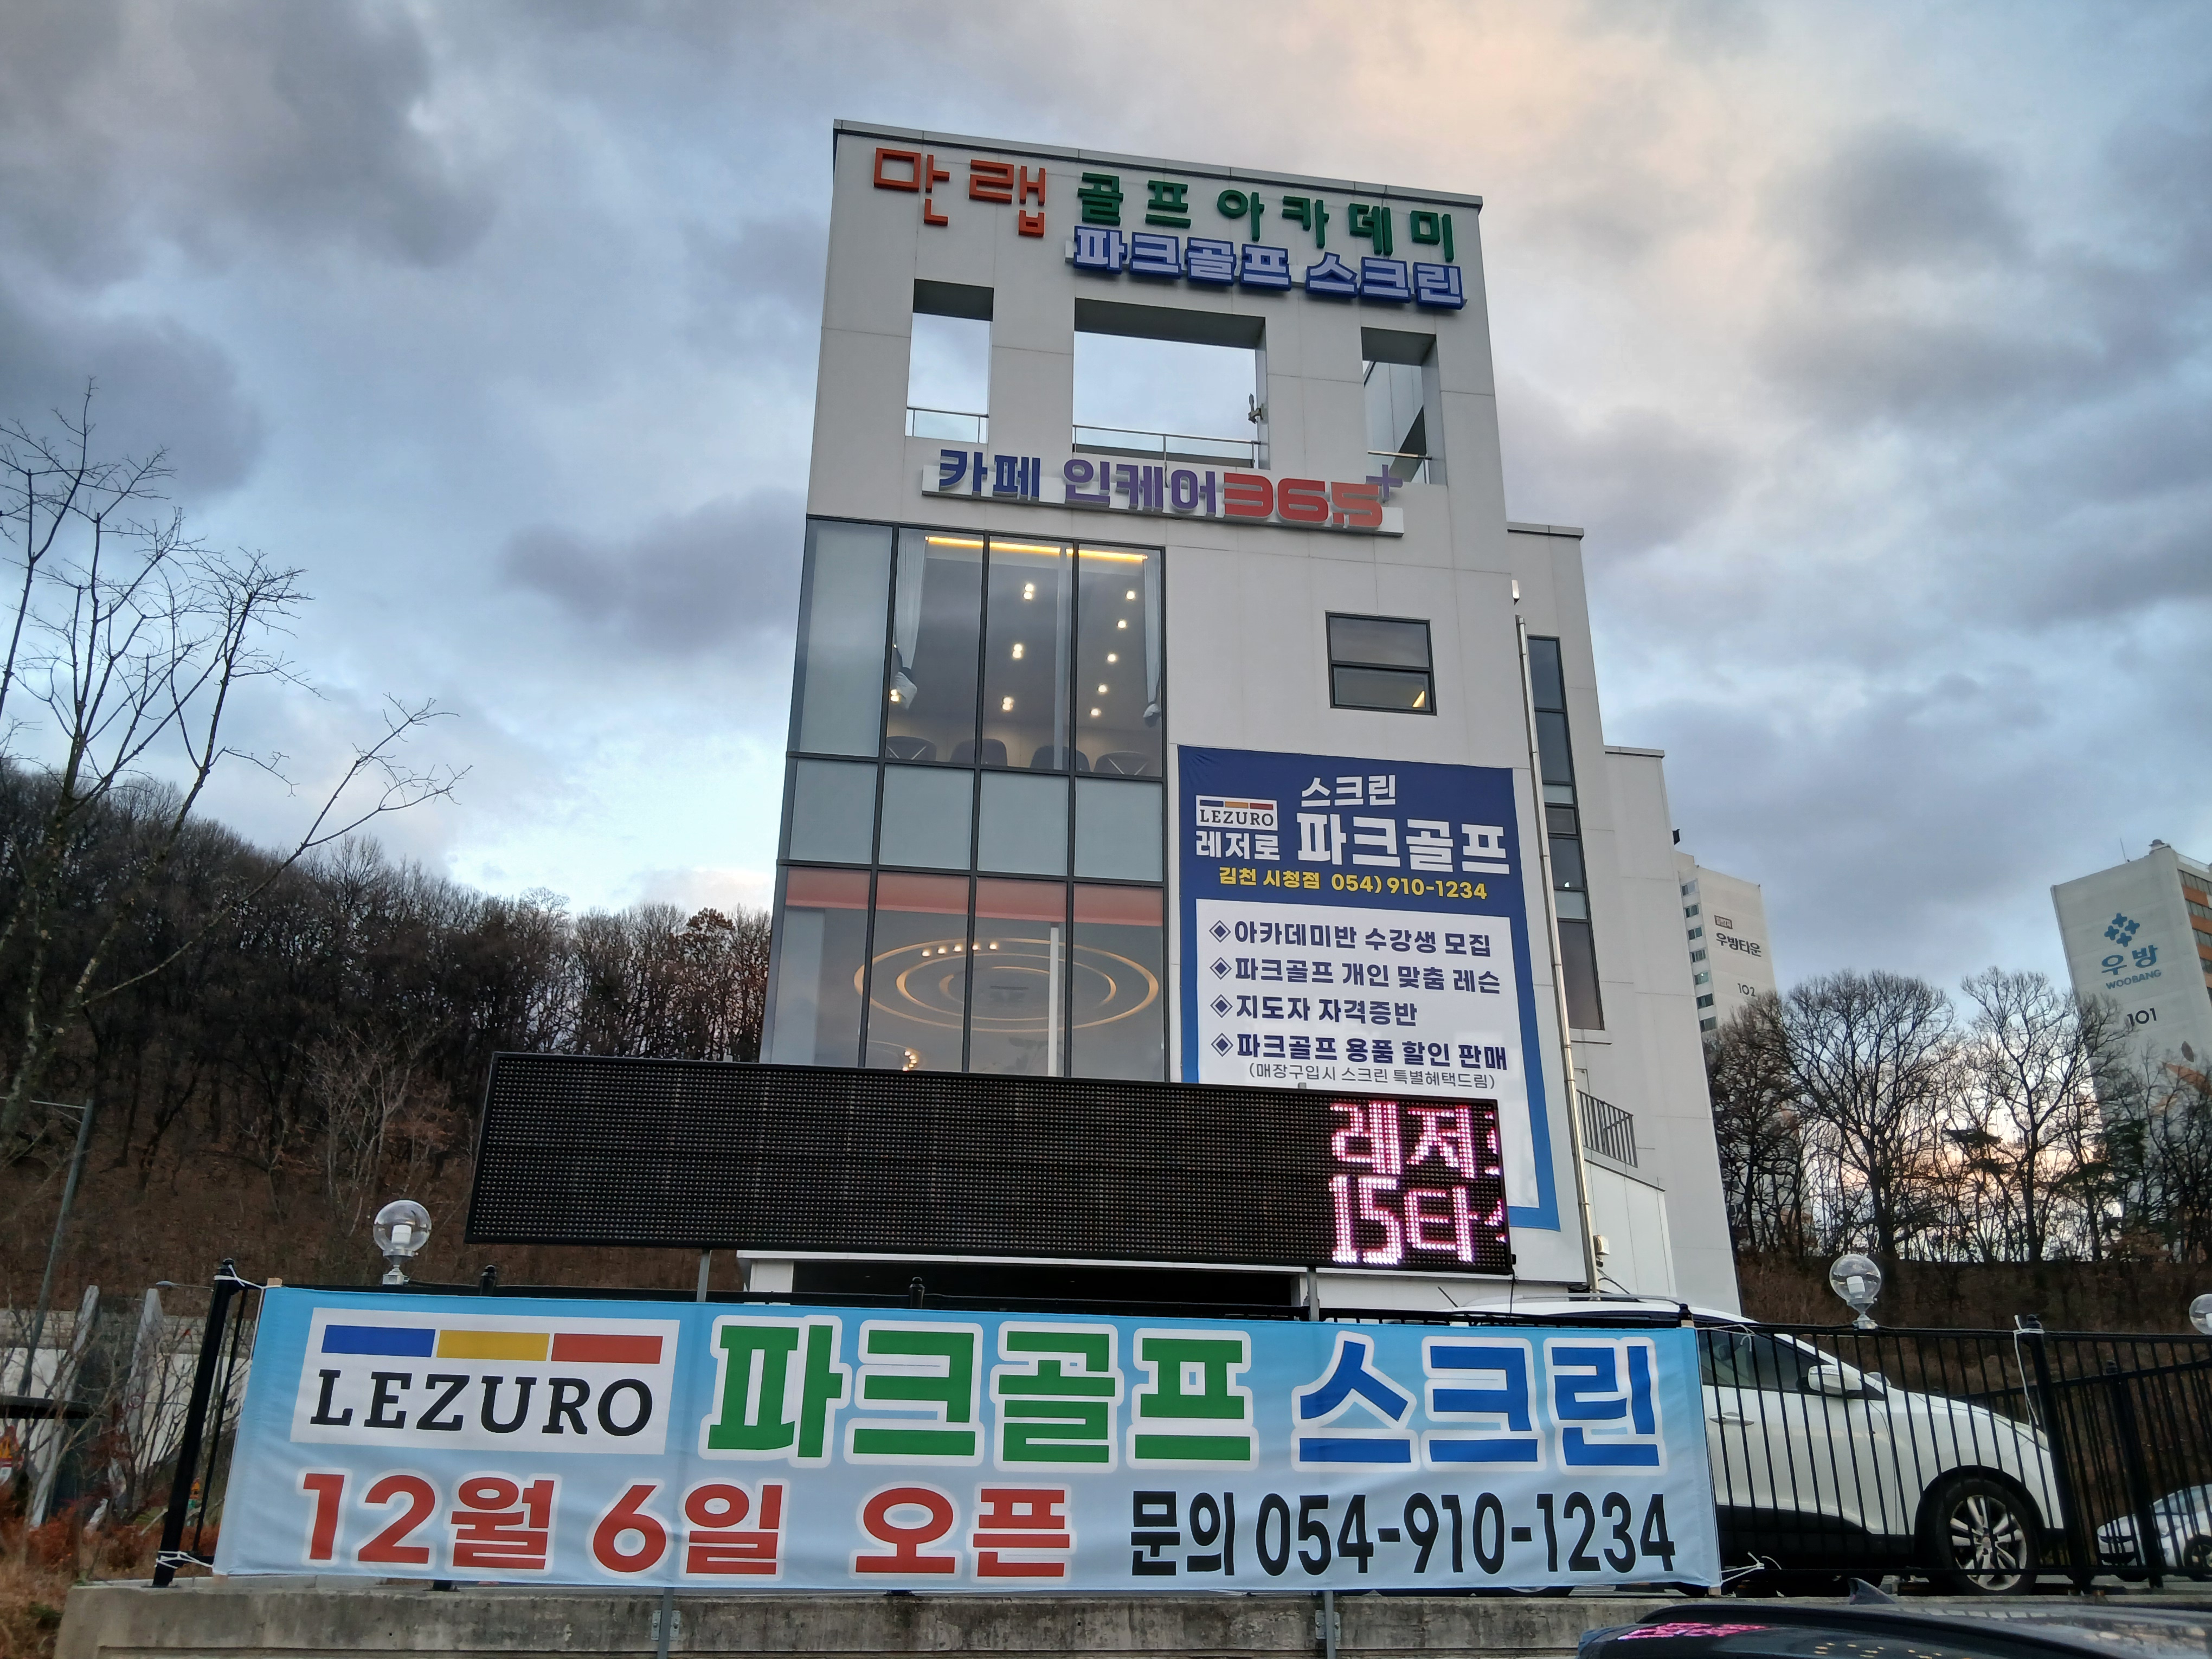 만랩 골프 아카데미
파크골프 스크린
카페 인케어36.5+
스크린
LEZURO
레저로 파크골프
김천 시청점 054) 910-1234
◈아카데미반 수강생 모집
◈파크골프 개인 맞춤 레슨
◈지도자 자격증반
◈파크골프 용품 할인 판매
(매장구입시 스크린 특별혜택드림)
레저
15타
우방타운
102
우방
WOOBANG
101
LEZURO 파크골프 스크린
12월 6일 오픈 문의 054-910-1234